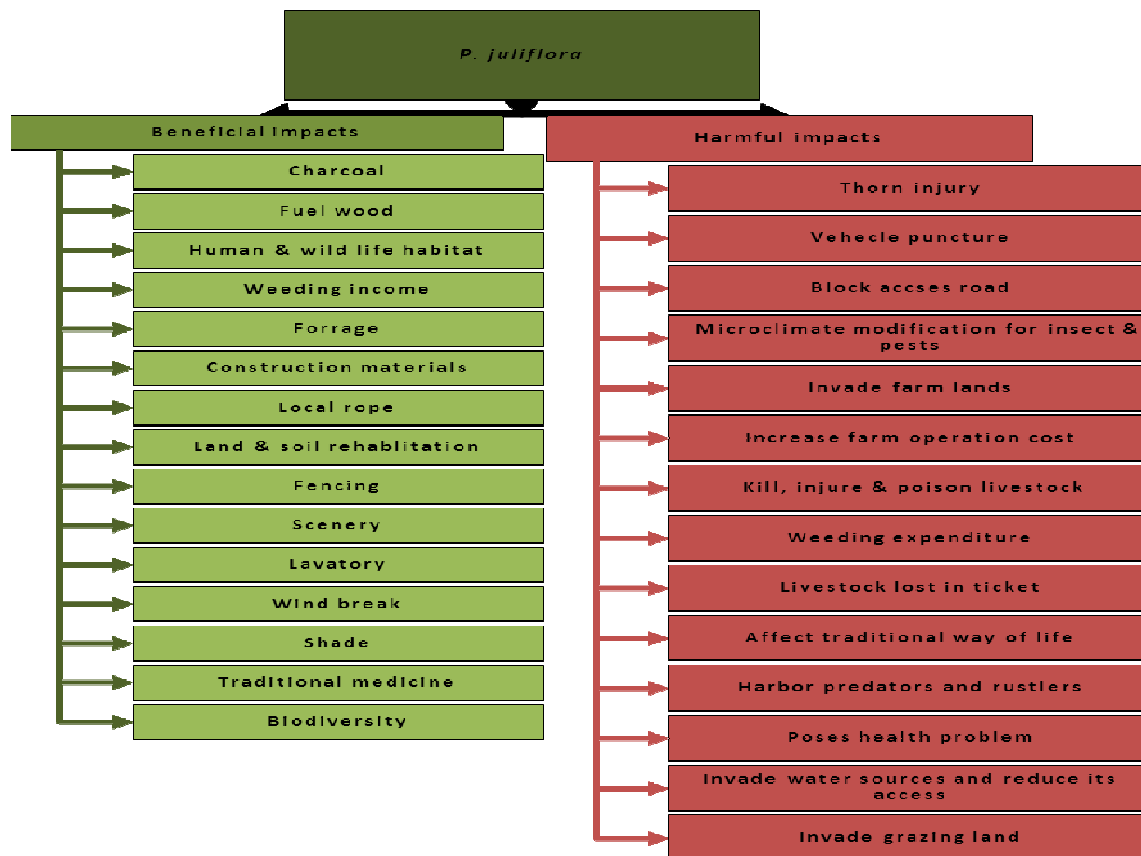 P. juliflora
Beneficial impacts
Charcoal
Fuel wood
Human & wild life habitat
Weeding income
Forrage
Construction materials
Local rope
Land & soil rehablitation
Fencing
Scenery
Lavatory
Wind break
Shade
Traditional medicine
Biodiversity
Harmful impacts
Thorn injury
Vehecle puncture
Block accses road
Microclimate modification for insect &
pests
Invade farm lands
Increase farm operation cost
Kill, injure & poison livestock
Weeding expenditure
Livestock lost in ticket
Affect traditional way of life
Harbor predators and rustlers
Poses health problem
Invade water sources and reduce its
access
Invade grazing land